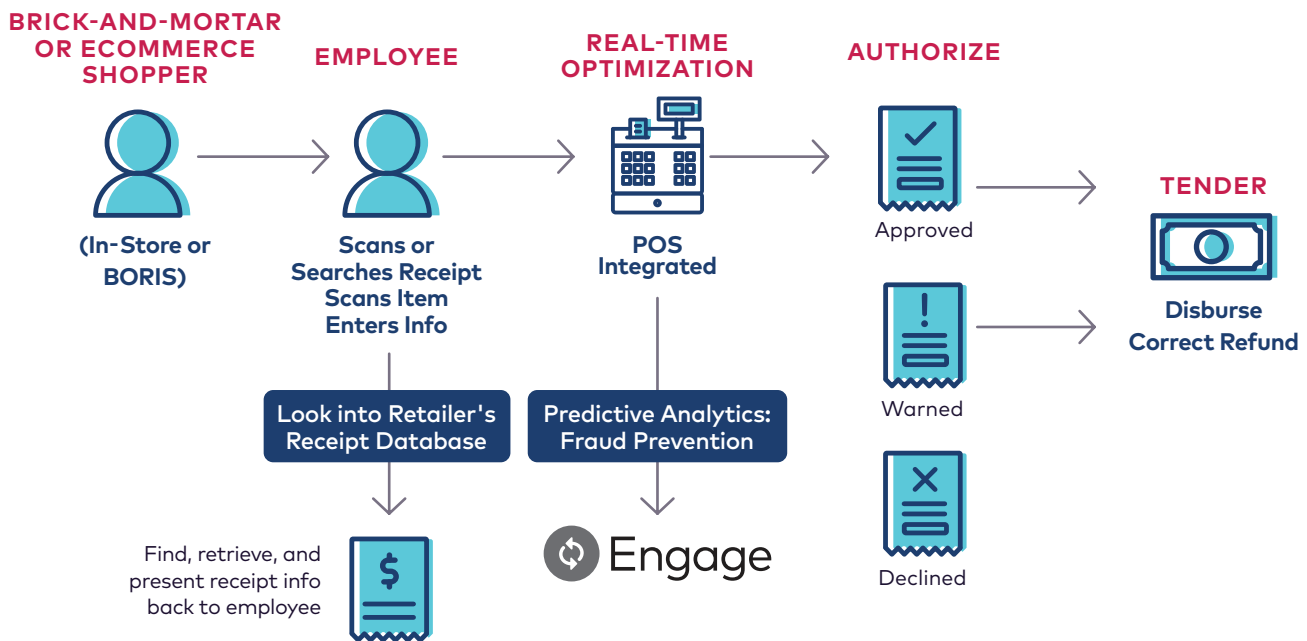 BRICK-AND-MORTAR
OR ECOMMERCE
SHOPPER
(In-Store or
BORIS)
EMPLOYEE
Scans or
Searches Receipt
Scans Item
Enters Info
Look into Retailer's
Receipt Database
Find, retrieve, and
present receipt info
back to employee
$
REAL-TIME
OPTIMIZATION
POS
Integrated
Predictive Analytics:
Fraud Prevention
Engage
AUTHORIZE
Approved
!
Warned
Declined
TENDER
Disburse
Correct Refund